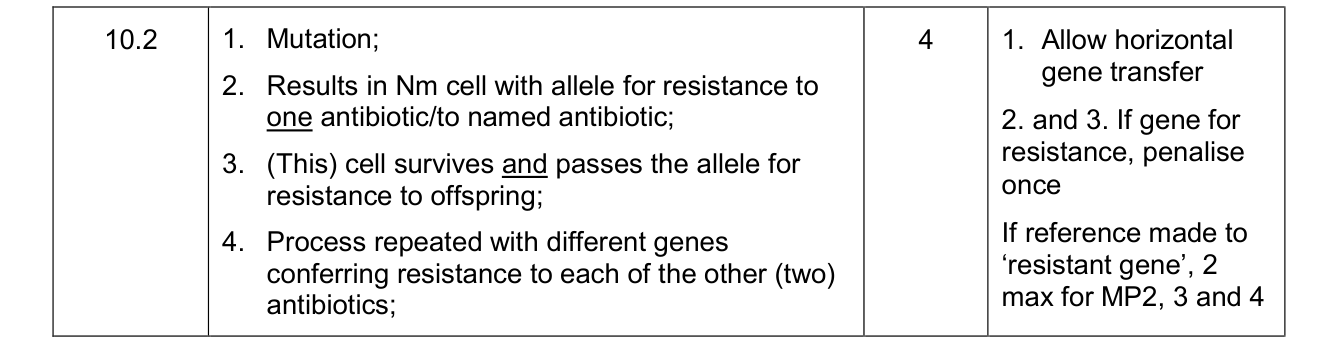 10.2
1. Mutation;
2. Results in Nm cell with allele for resistance to
one antibiotic/to named antibiotic;
3. (This) cell survives and passes the allele for
resistance to offspring;
4. Process repeated with different genes
conferring resistance to each of the other (two)
antibiotics;
4
1. Allow horizontal
gene transfer
2. and 3. If gene for
resistance, penalise
once
If reference made to
‘resistant gene’, 2
max for MP2, 3 and 4